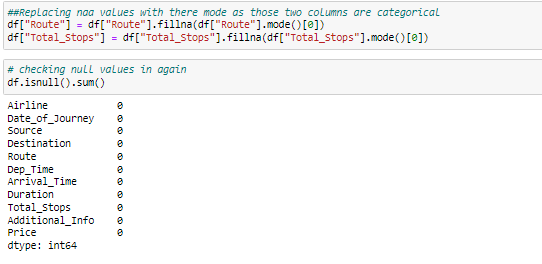 ##Replacing naa values with there mode as those two columns are categorical
df["Route"] = df["Route"].fillna(df["Route"].mode()[0])
df["Total_Stops"] = df["Total_Stops"].fillna(df["Total_Stops"].mode()[0])
# checking null values in again
df.isnull().sum()
Airline 0
Date_of_Journey 0
Source 0
Destination 0
Route 0
Dep_Time 0
Arrival_Time 0
Duration 0
Total_Stops 0
Additional_Info 0
Price 0
dtype: int64